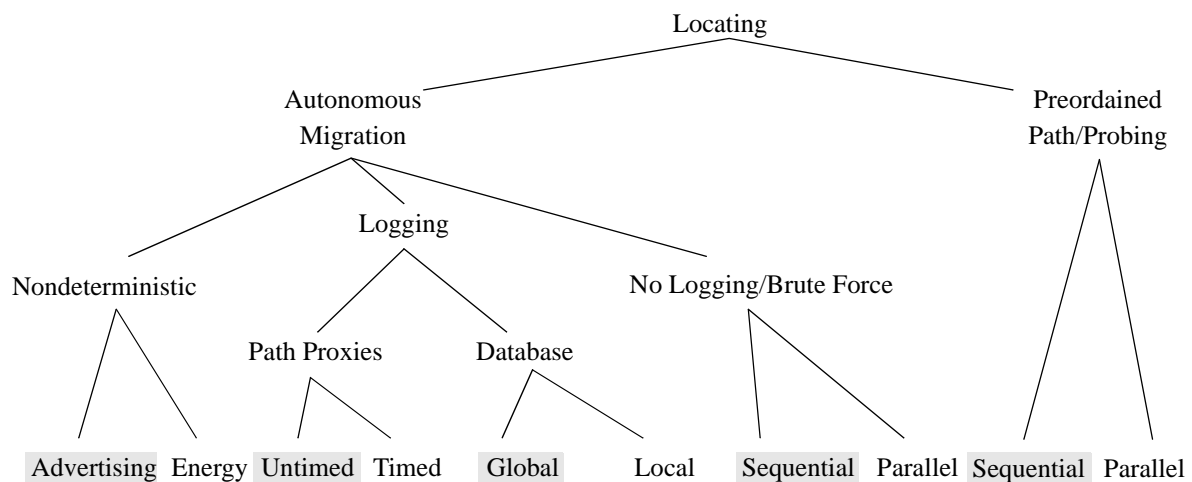 Locating
Autonomous
Migration
Preordained
Path/Probing
Logging
Nondeterministic
No Logging/Brute Force
Path Proxies
Database
Advertising
Energy
Untimed
Timed
Global
Local
Sequential
Parallel
Sequential
Parallel